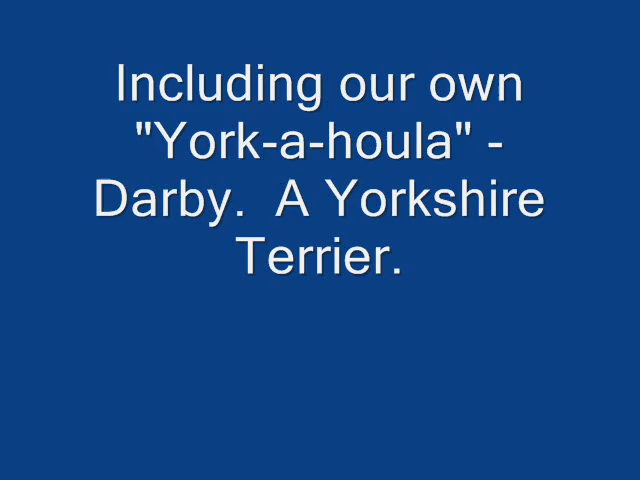 Including our own
"York-a-houla" -
Darby.  A Yorkshire
Terrier.